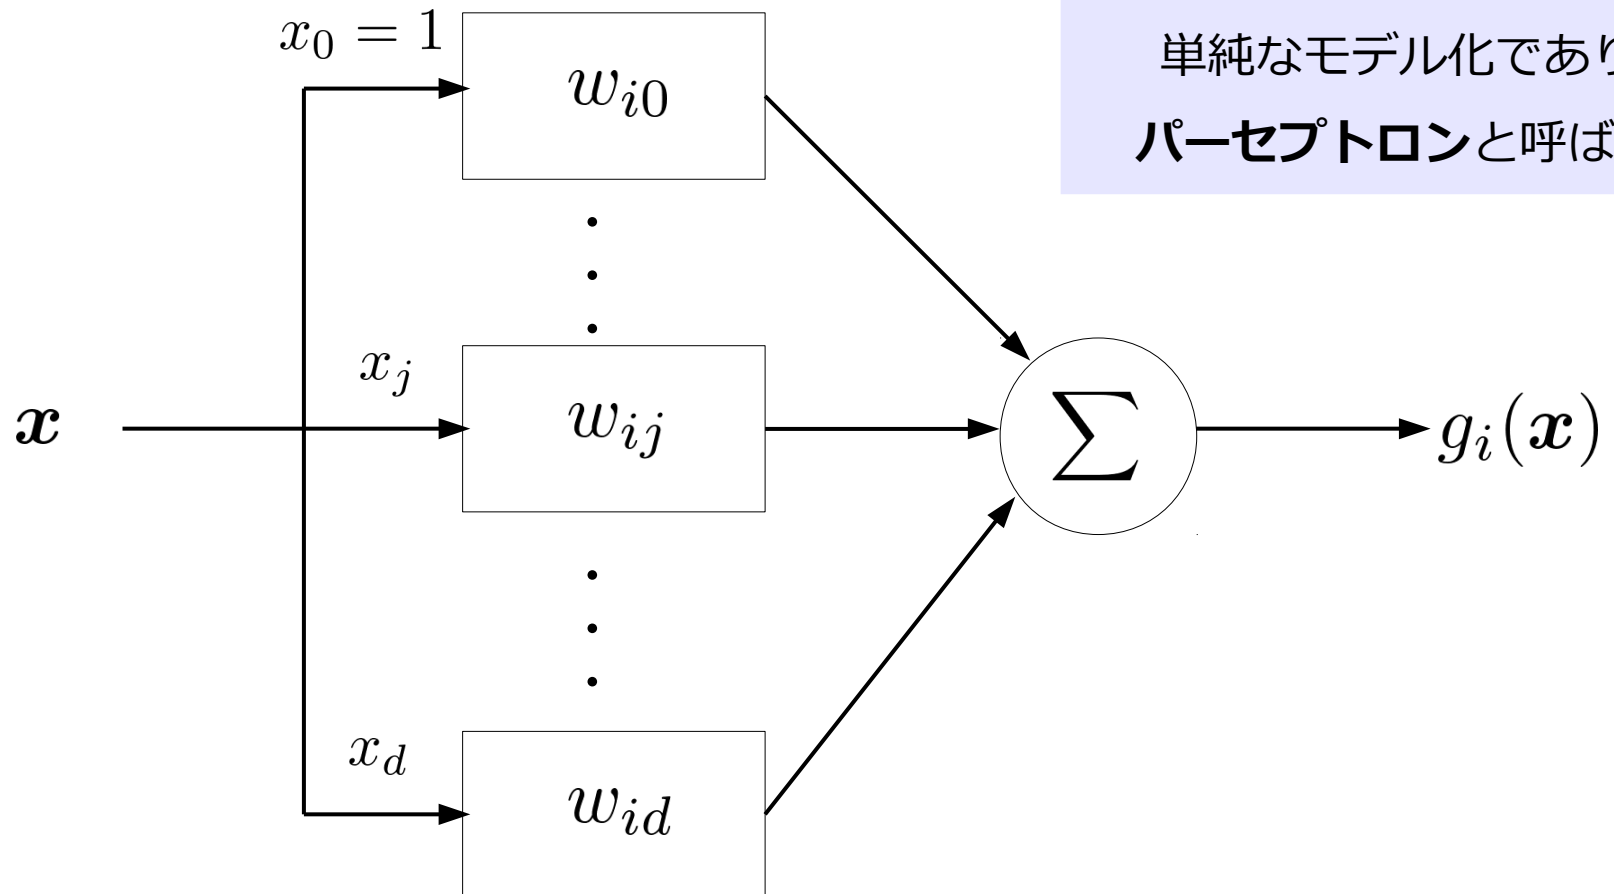 x₀ = 1
単純なモデル化であり
パーセプトロンと呼ば
w_{i0}
x_j
w_{ij}
x
Σ
g_i(x)
x_d
w_{id}